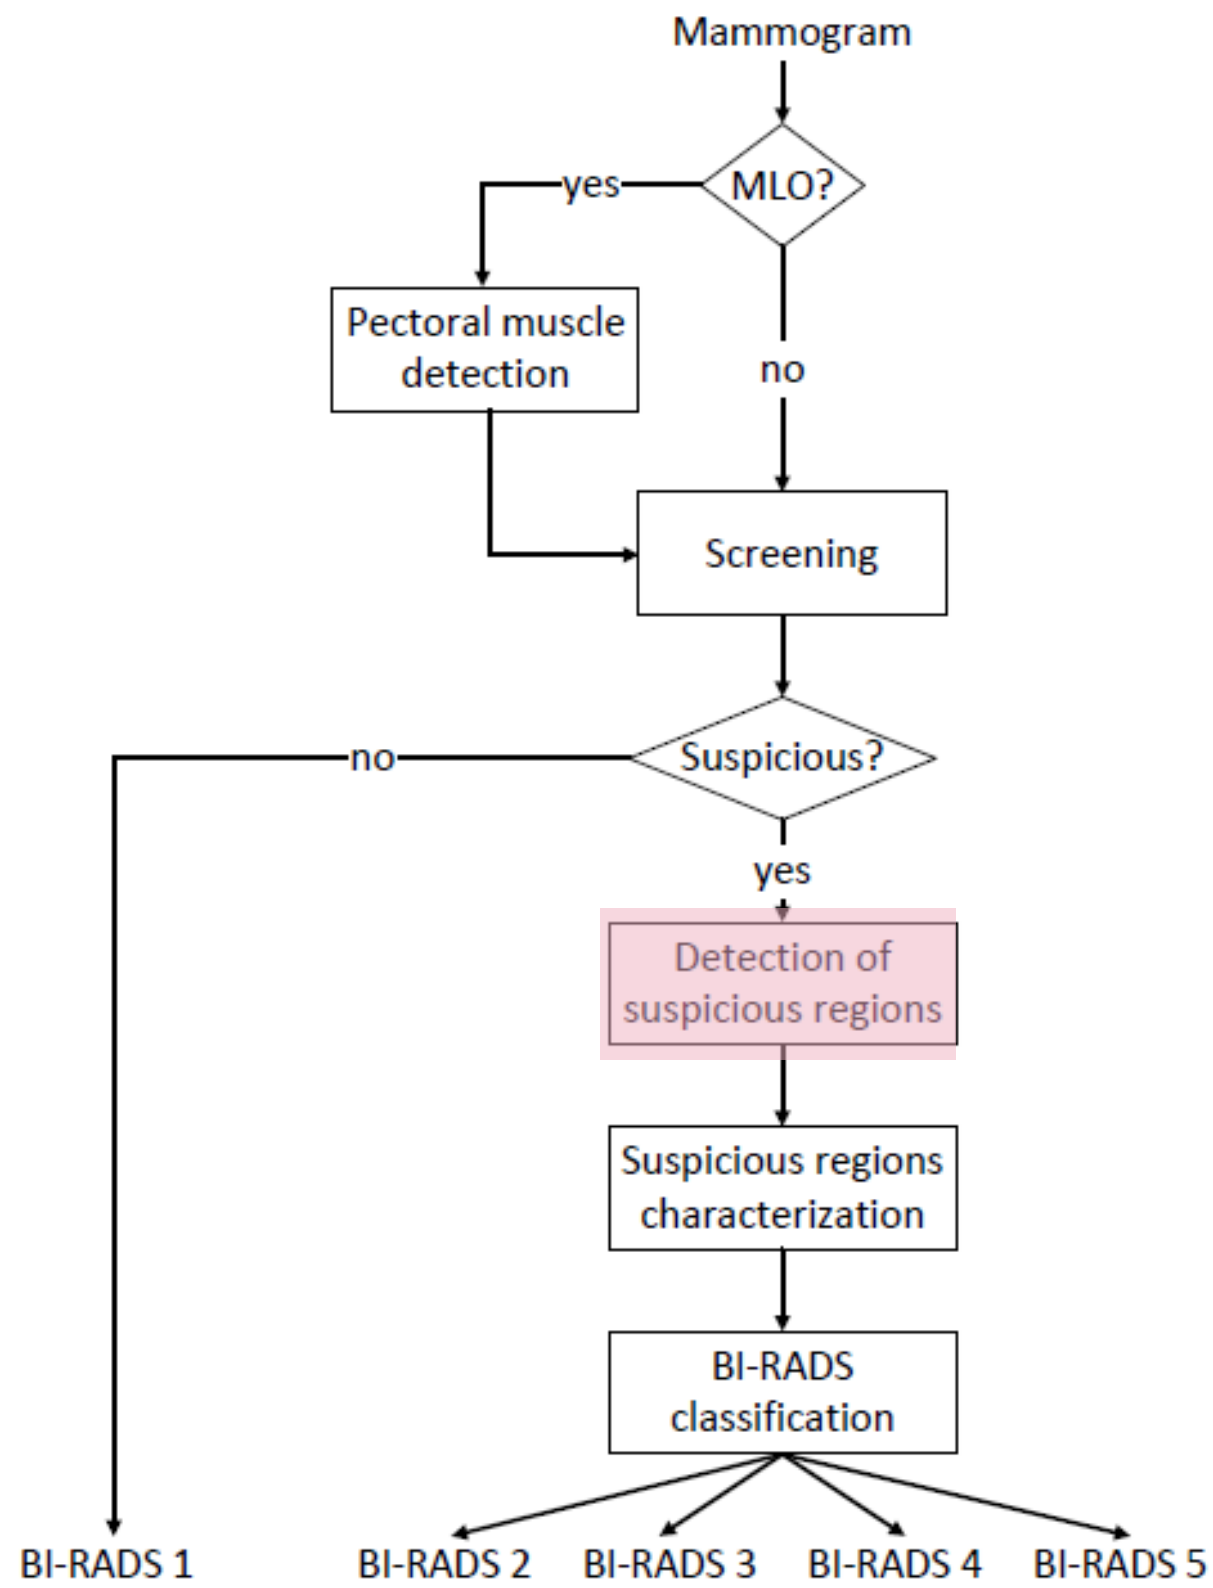 Mammogram
MLO?
yes
Pectoral muscle
detection
no
Screening
Suspicious?
no
yes
Detection of
suspicious regions
Suspicious regions
characterization
BI-RADS
classification
BI-RADS 1
BI-RADS 2
BI-RADS 3
BI-RADS 4
BI-RADS 5